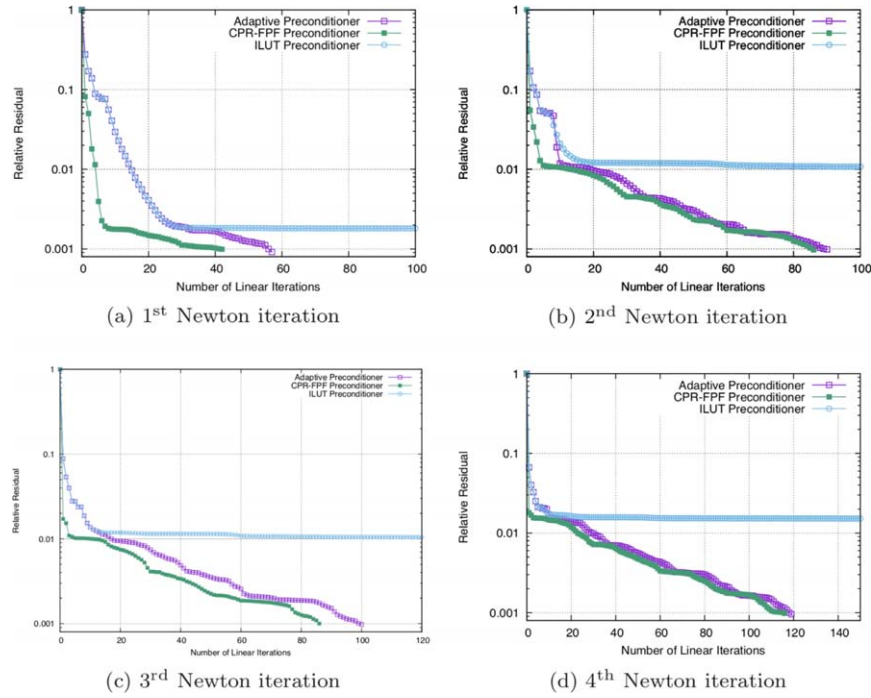 Adaptive Preconditioner
CPR-FPF Preconditioner
ILUT Preconditioner
1
0.1
0.01
0.001
Relative Residual
0 20 40 60 80 100
Number of Linear Iterations
(a) 1st Newton iteration
Adaptive Preconditioner
CPR-FPF Preconditioner
ILUT Preconditioner
1
0.1
0.01
0.001
Relative Residual
0 20 40 60 80 100
Number of Linear Iterations
(b) 2nd Newton iteration
Adaptive Preconditioner
CPR-FPF Preconditioner
ILUT Preconditioner
1
0.1
0.01
0.001
Relative Residual
0 20 40 60 80 100 120
Number of Linear Iterations
(c) 3rd Newton iteration
Adaptive Preconditioner
CPR-FPF Preconditioner
ILUT Preconditioner
1
0.1
0.01
0.001
Relative Residual
0 20 40 60 80 100 120 140
Number of Linear Iterations
(d) 4th Newton iteration